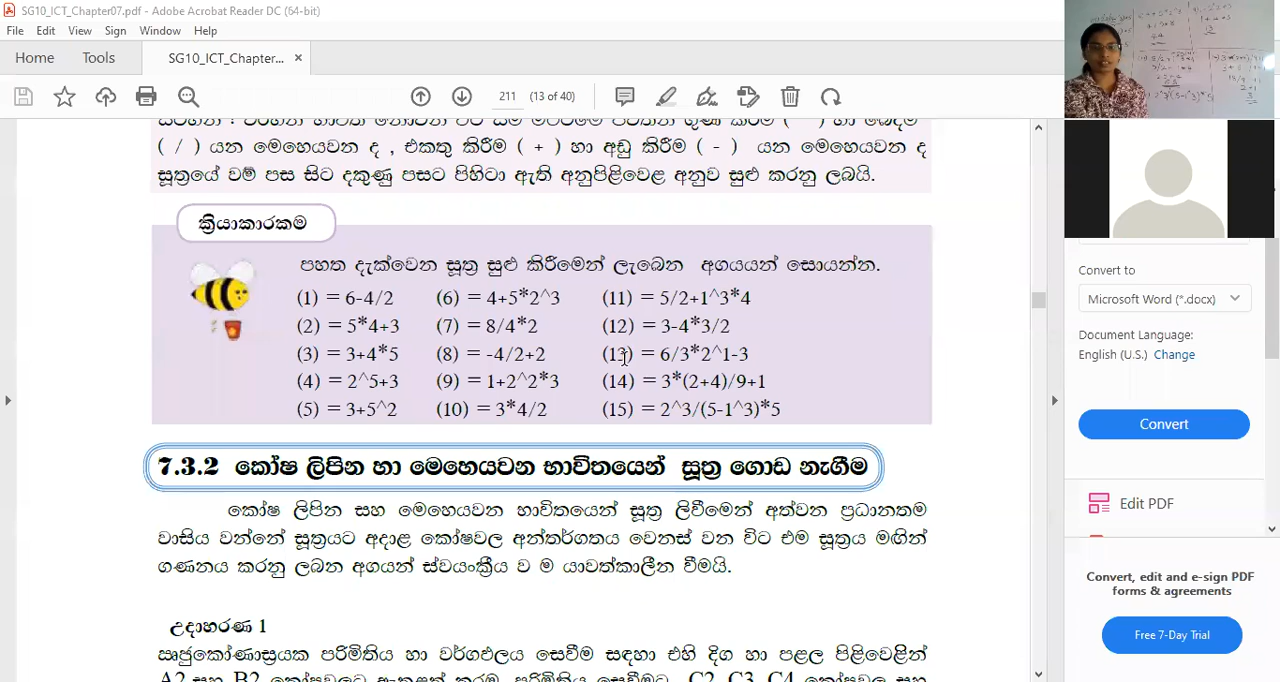 SG10_ICT_Chapter07.pdf - Adobe Acrobat Reader DC (64-bit)
File Edit View Sign Window Help
Home Tools SG10_ICT_Chapter... ×
211 (13 of 40)
( / ) යන මෙහෙයවන ද , එකතු කිරීම ( + ) හා අඩු කිරීම ( - ) යන මෙහෙයවන ද
සූත්‍රයේ වම් පස සිට දකුණු පසට පිහිටා ඇති අනුපිළිවෙළ අනුව සුළු කරනු ලබයි.
ක්‍රියාකාරකම
පහත දැක්වෙන සූත්‍ර සුළු කිරීමෙන් ලැබෙන අගයයන් සොයන්න.
(1) = 6-4/2 (6) = 4+5*2^3 (11) = 5/2+1^3*4
(2) = 5*4+3 (7) = 8/4*2 (12) = 3-4*3/2
(3) = 3+4*5 (8) = -4/2+2 (13) = 6/3*2^1-3
(4) = 2^5+3 (9) = 1+2^2*3 (14) = 3*(2+4)/9+1
(5) = 3+5^2 (10) = 3*4/2 (15) = 2^3/(5-1^3)*5
7.3.2 කෝෂ ලිපින හා මෙහෙයවන භාවිතයෙන් සූත්‍ර ගොඩ නැගීම
කෝෂ ලිපින සහ මෙහෙයවන භාවිතයෙන් සූත්‍ර ලිවීමෙන් අත්වන ප්‍රධානතම
වාසිය වන්නේ සූත්‍රයට අදාළ කෝෂවල අන්තර්ගතය වෙනස් වන විට එම සූත්‍රය මඟින්
ගණනය කරනු ලබන අගයන් ස්වයංක්‍රීය ව ම යාවත්කාලීන වීමයි.
උදාහරණ 1
සෘජුකෝණාස්‍රයක පරිමිතිය හා වර්ගඵලය සෙවීම සඳහා එහි දිග හා පළල පිළිවෙළින්
Convert to
Microsoft Word (*.docx)
Document Language:
English (U.S.) Change
Convert
Edit PDF
Convert, edit and e-sign PDF
forms & agreements
Free 7-Day Trial